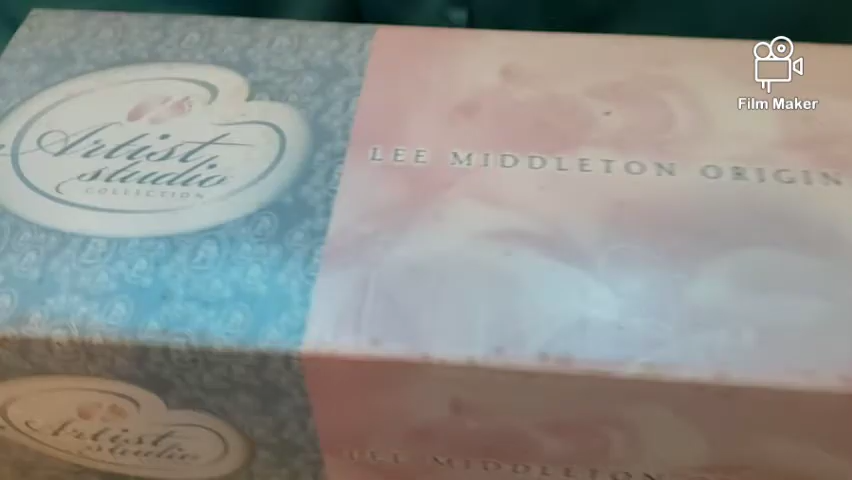 Film Maker
Artist
studio
COLLECTION
LEE MIDDLETON ORIGIN
Artist
studio
LEE MIDDLETON